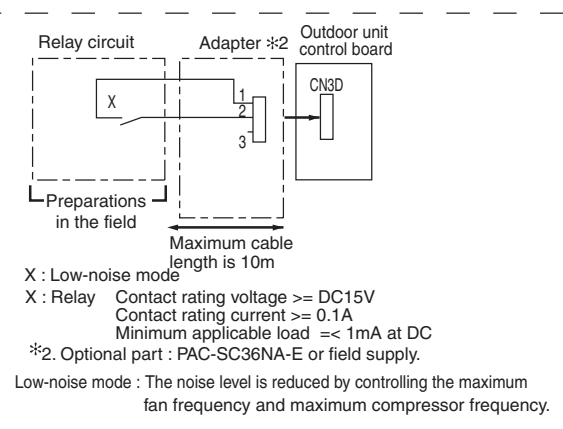 Relay circuit
Adapter ✻2
Outdoor unit
control board
X
1
2
3
CN3D
Preparations
in the field
Maximum cable
length is 10m
X : Low-noise mode
X : Relay Contact rating voltage >= DC15V
Contact rating current >= 0.1A
Minimum applicable load =< 1mA at DC
✻2. Optional part : PAC-SC36NA-E or field supply.
Low-noise mode : The noise level is reduced by controlling the maximum
fan frequency and maximum compressor frequency.